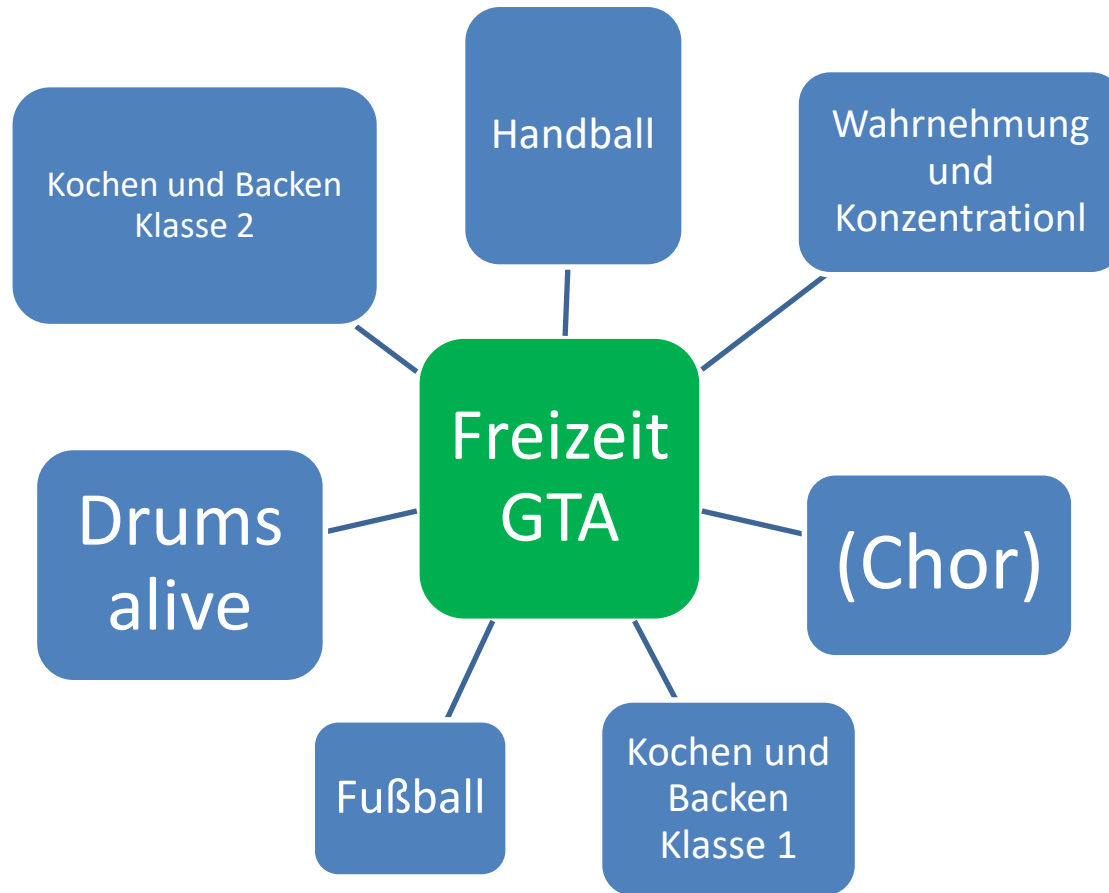 Handball
Wahrnehmung
und
Konzentrationl
Kochen und Backen
Klasse 2
Freizeit
GTA
Drums
alive
(Chor)
Fußball
Kochen und
Backen
Klasse 1